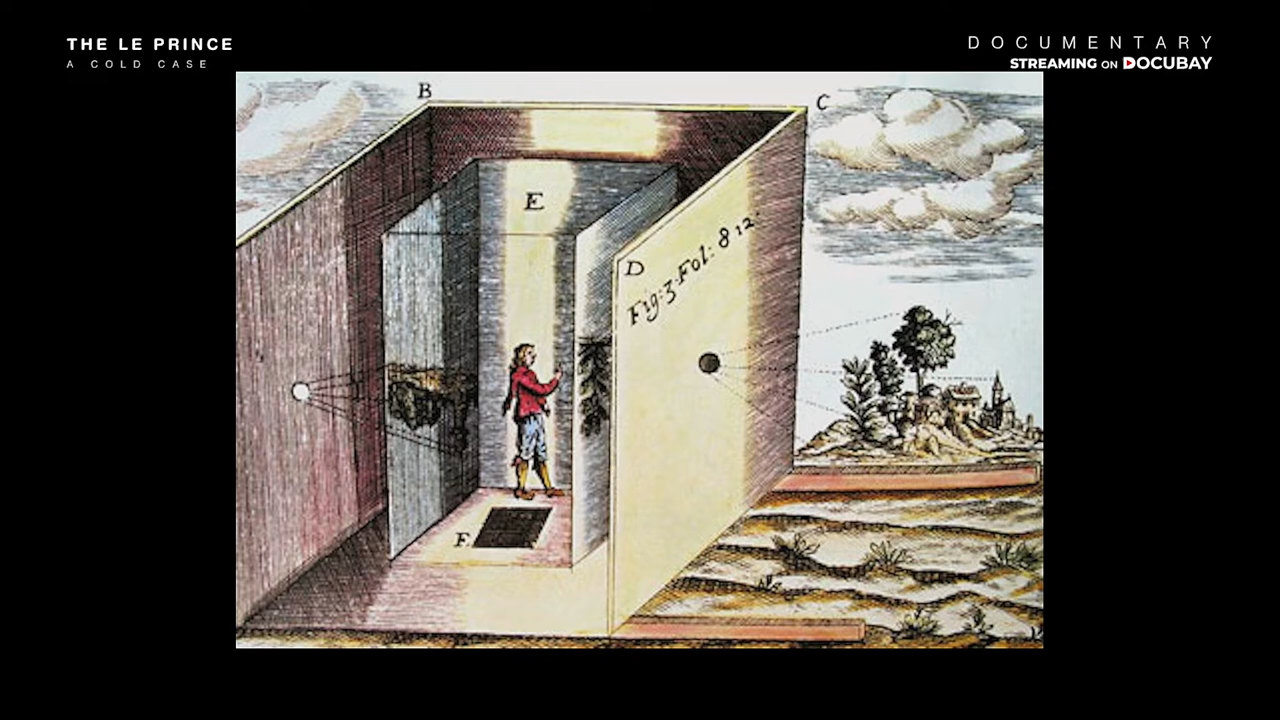 THE LE PRINCE
A COLD CASE
DOCUMENTARY
STREAMING ON DOCUBAY
B
C
E
D
Fig: 3. Fol: 812.
F